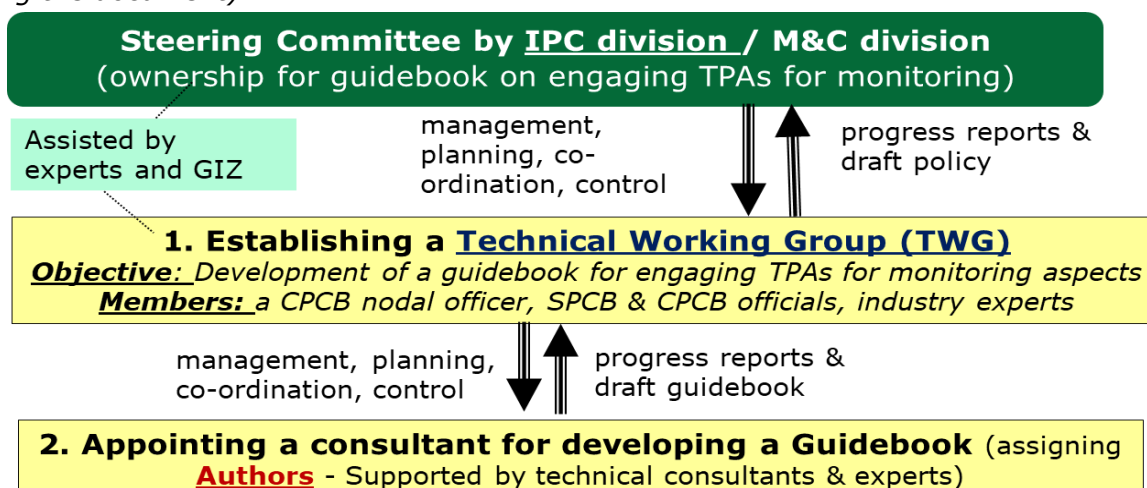 Steering Committee by IPC division / M&C division
(ownership for guidebook on engaging TPAs for monitoring)
Assisted by
experts and GIZ
management,
planning, co-
ordination, control
progress reports &
draft policy
1. Establishing a Technical Working Group (TWG)
Objective: Development of a guidebook for engaging TPAs for monitoring aspects
Members: a CPCB nodal officer, SPCB & CPCB officials, industry experts
management, planning,
co-ordination, control
progress reports &
draft guidebook
2. Appointing a consultant for developing a Guidebook (assigning
Authors - Supported by technical consultants & experts)